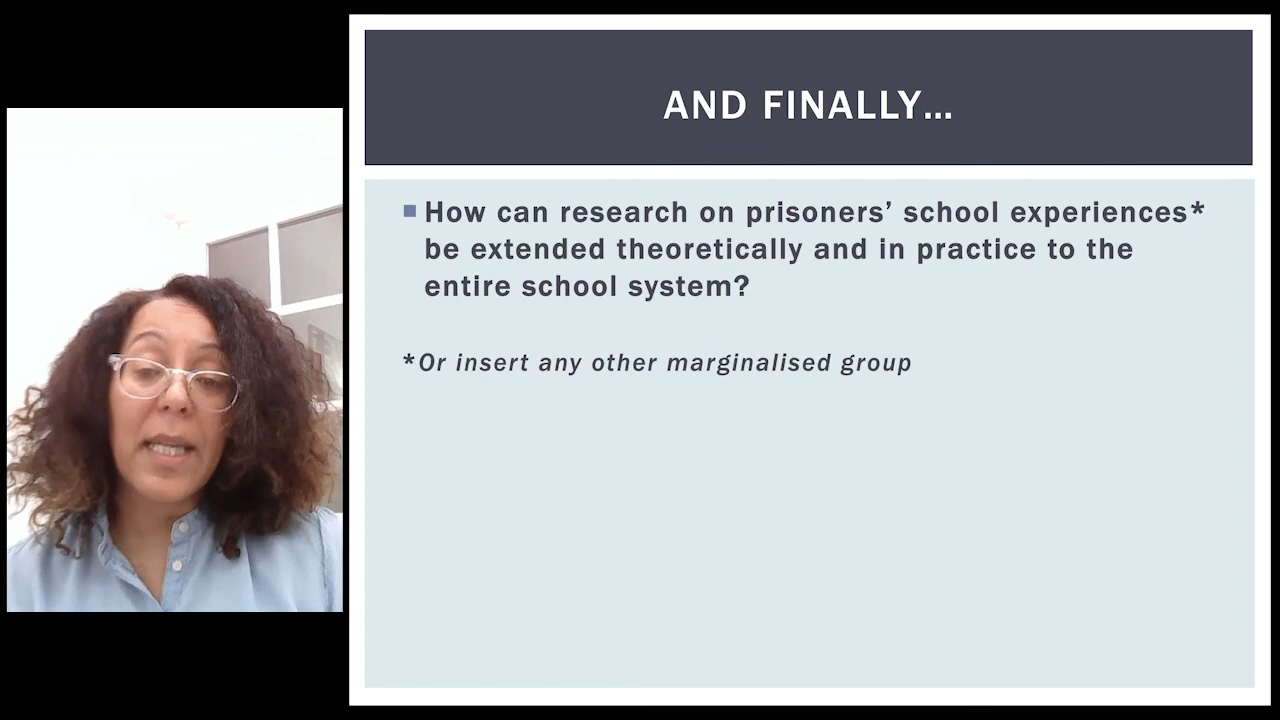 AND FINALLY…
How can research on prisoners’ school experiences*
be extended theoretically and in practice to the
entire school system?
*Or insert any other marginalised group